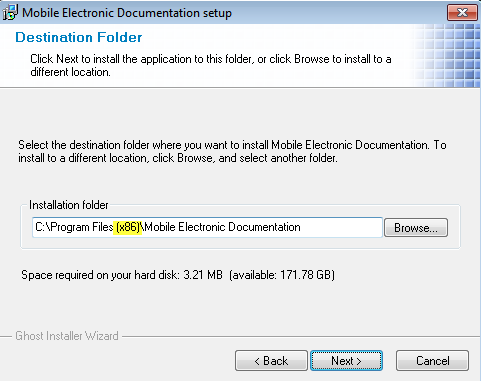 Mobile Electronic Documentation setup
Destination Folder
Click Next to install the application to this folder, or click Browse to install to a
different location.
Select the destination folder where you want to install Mobile Electronic Documentation. To
install to a different location, click Browse, and select another folder.
Installation folder
C:\Program Files (x86)\Mobile Electronic Documentation
Browse...
Space required on your hard disk: 3.21 MB  (available: 171.78 GB)
Ghost Installer Wizard
< Back
Next >
Cancel